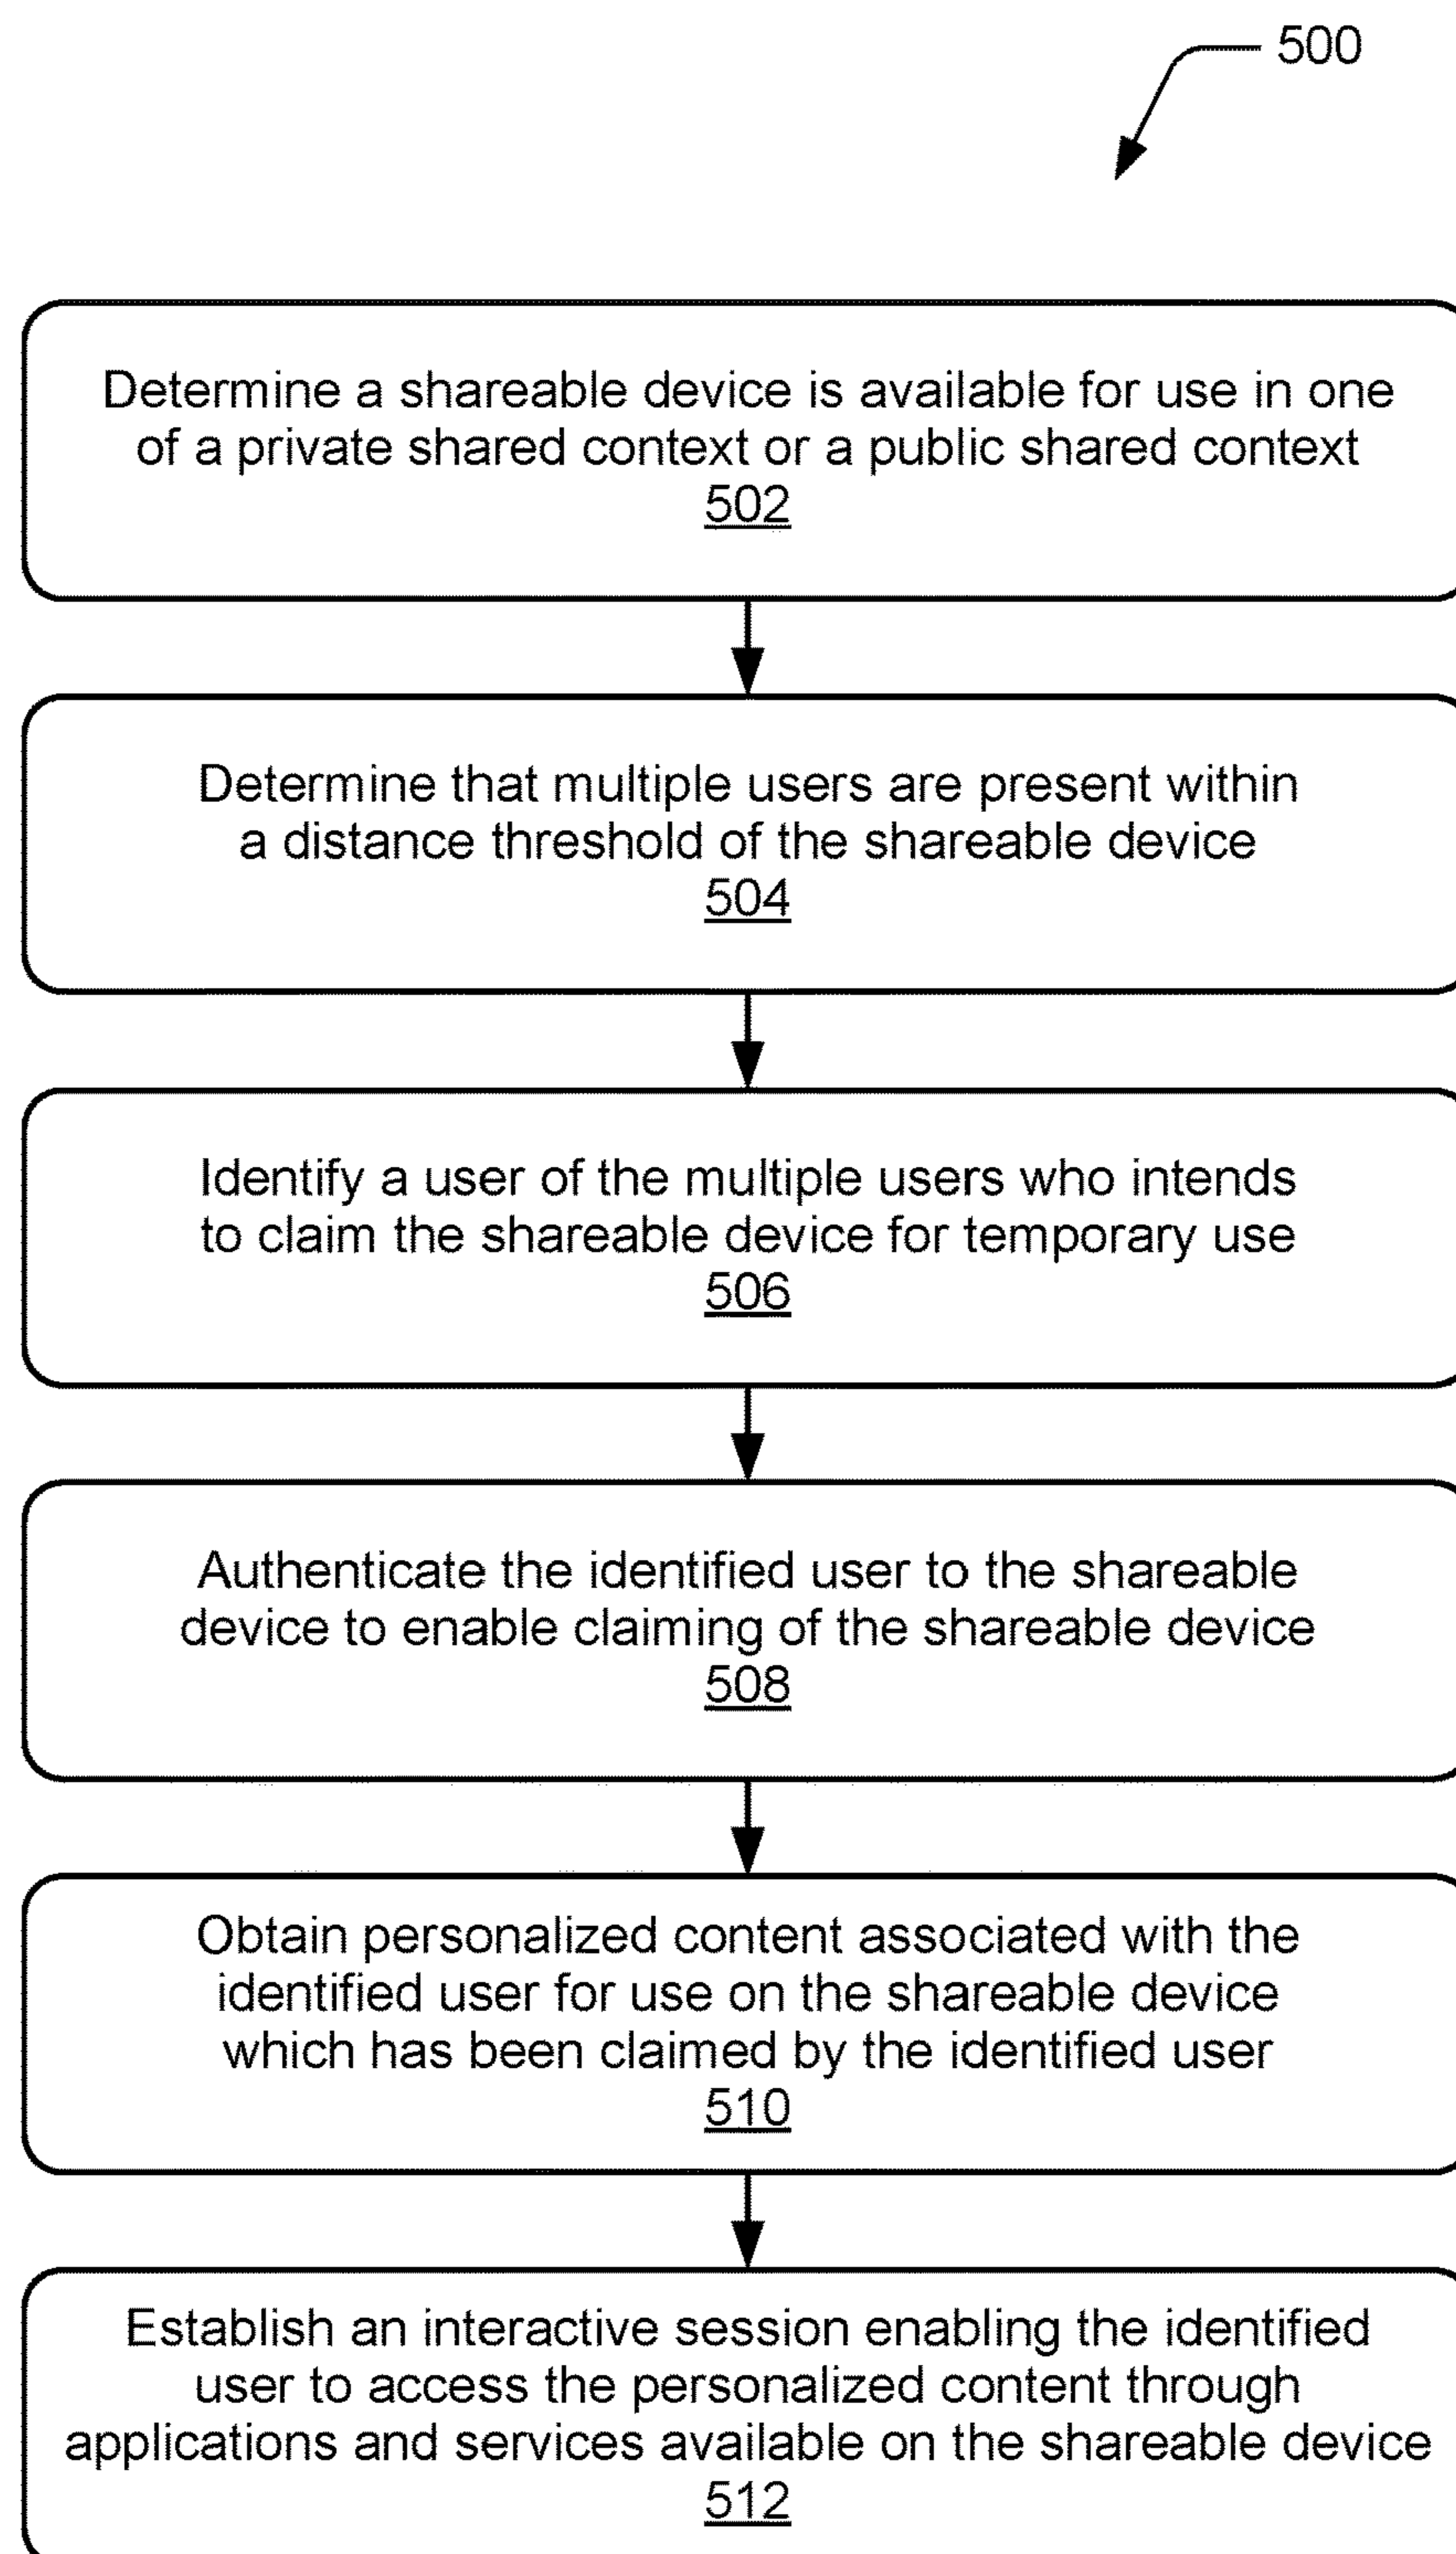 500
Determine a shareable device is available for use in one
of a private shared context or a public shared context
502
Determine that multiple users are present within
a distance threshold of the shareable device
504
Identify a user of the multiple users who intends
to claim the shareable device for temporary use
506
Authenticate the identified user to the shareable
device to enable claiming of the shareable device
508
Obtain personalized content associated with the
identified user for use on the shareable device
which has been claimed by the identified user
510
Establish an interactive session enabling the identified
user to access the personalized content through
applications and services available on the shareable device
512